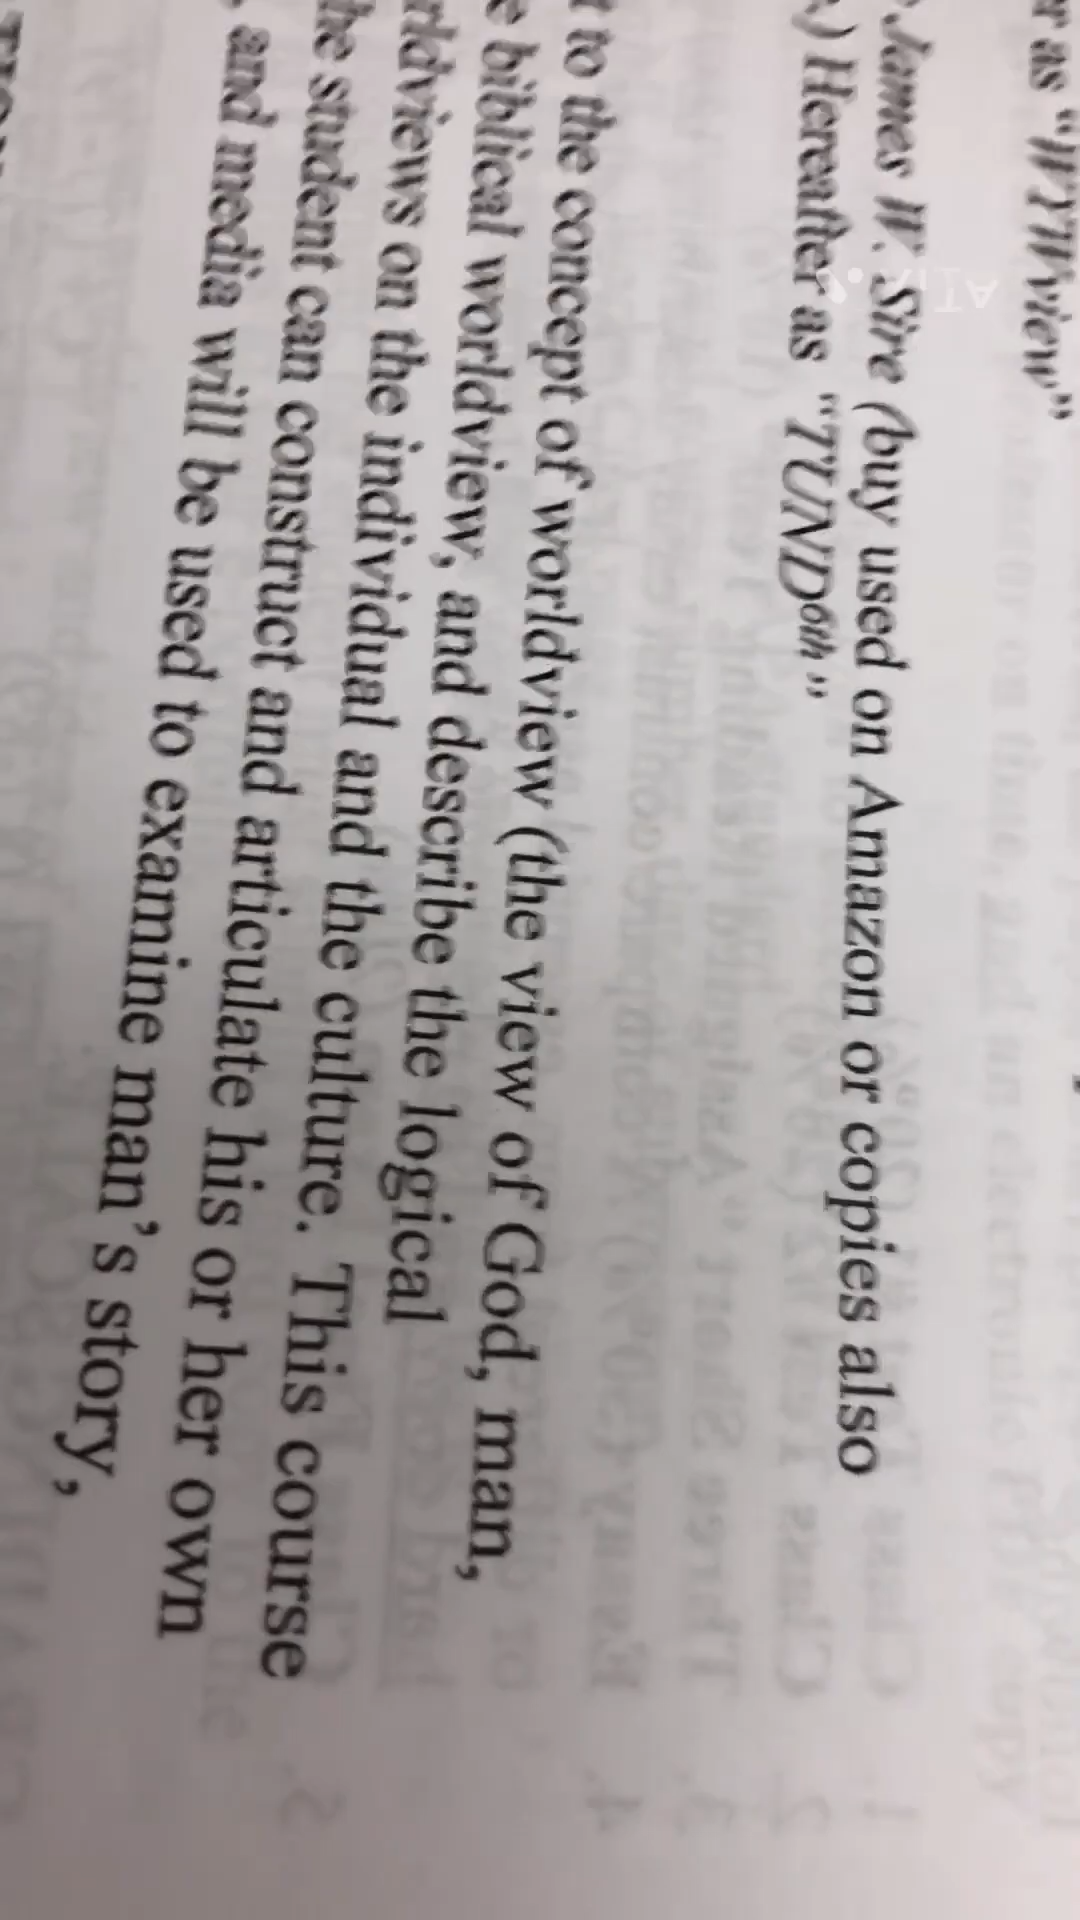 r as “WTWview”
James W. Sire (buy used on Amazon or copies also
.) Hereafter as “TUND6th”
t to the concept of worldview (the view of God, man,
e biblical worldview, and describe the logical
rldviews on the individual and the culture. This course
he student can construct and articulate his or her own
, and media will be used to examine man’s story,